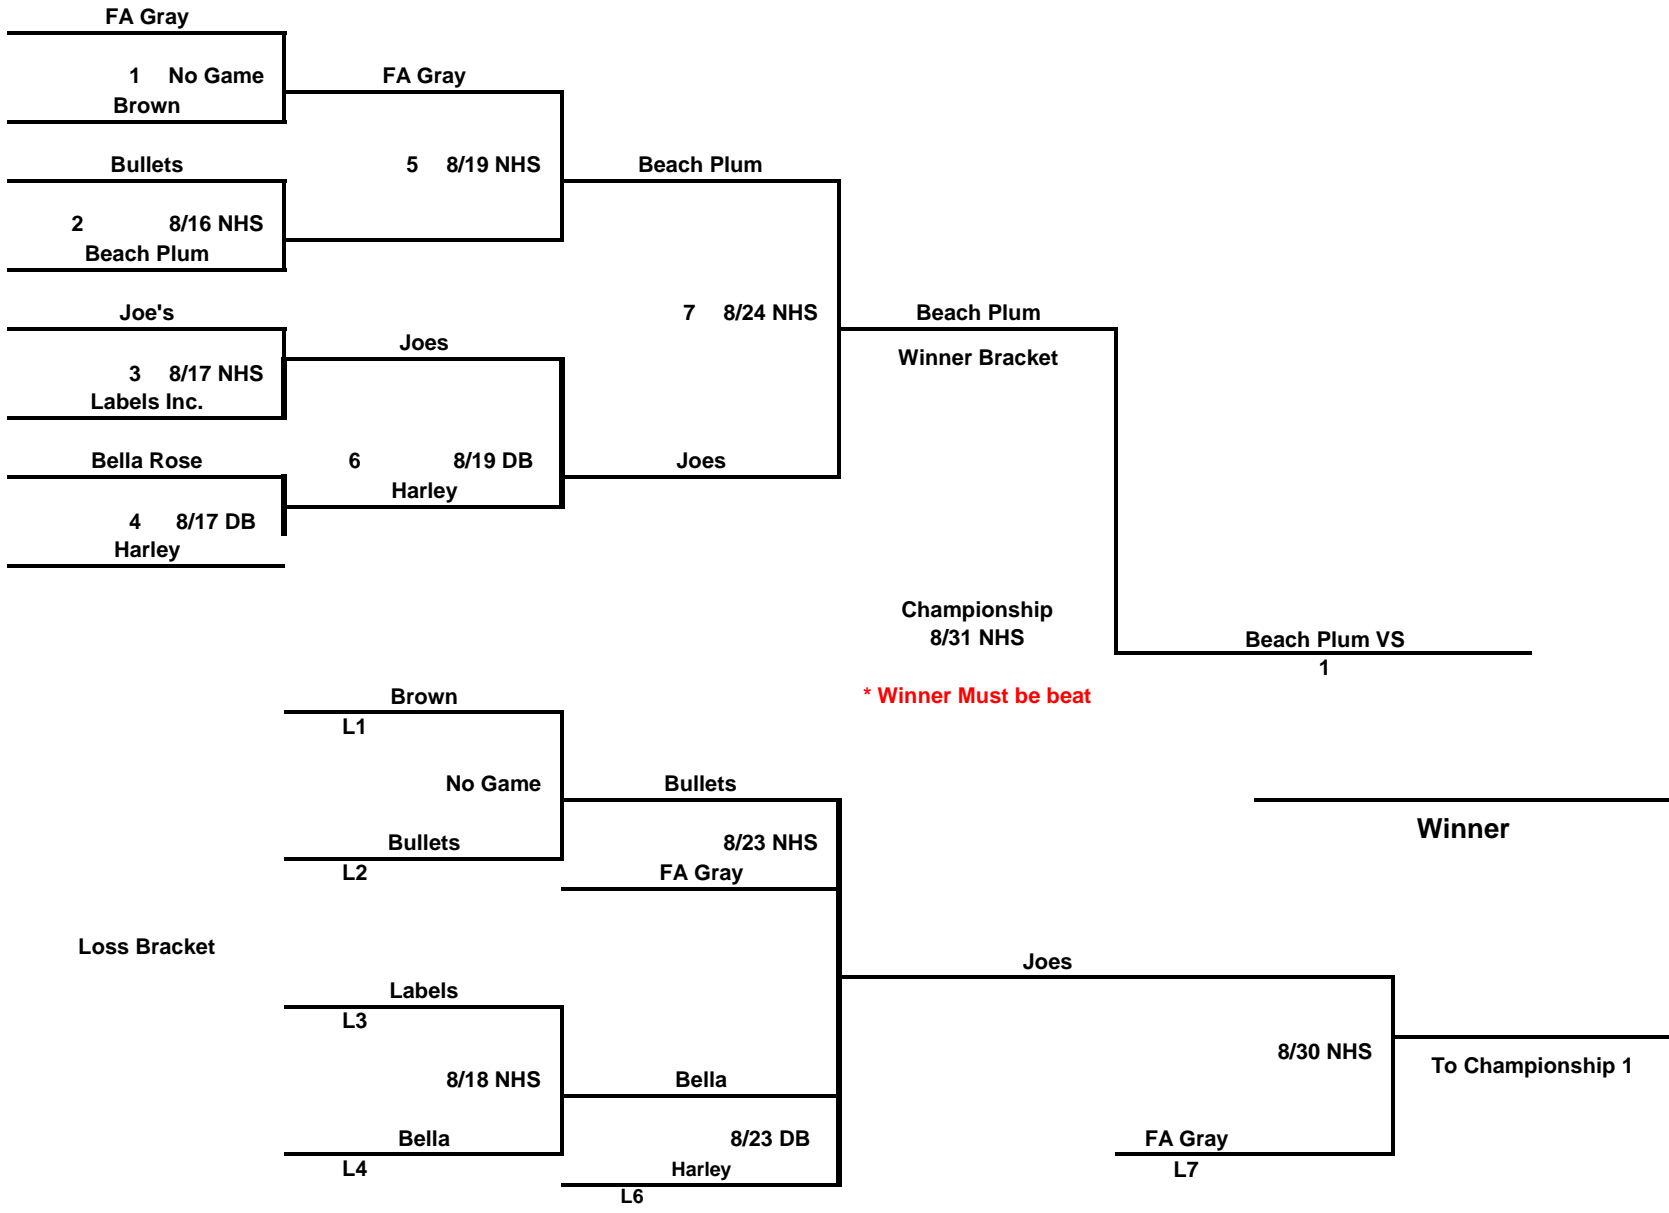 FA Gray
1 No Game
Brown
FA Gray
Bullets
5 8/19 NHS
Beach Plum
2 8/16 NHS
Beach Plum
Joe's
7 8/24 NHS
Beach Plum
Joes
Winner Bracket
3 8/17 NHS
Labels Inc.
Bella Rose
6 8/19 DB
Joes
Harley
4 8/17 DB
Harley
Championship
8/31 NHS
Beach Plum VS
1
* Winner Must be beat
Brown
L1
No Game
Bullets
Winner
Bullets
8/23 NHS
L2
FA Gray
Loss Bracket
Joes
Labels
L3
8/30 NHS
To Championship 1
8/18 NHS
Bella
Bella
8/23 DB
FA Gray
L4
Harley
L7
L6